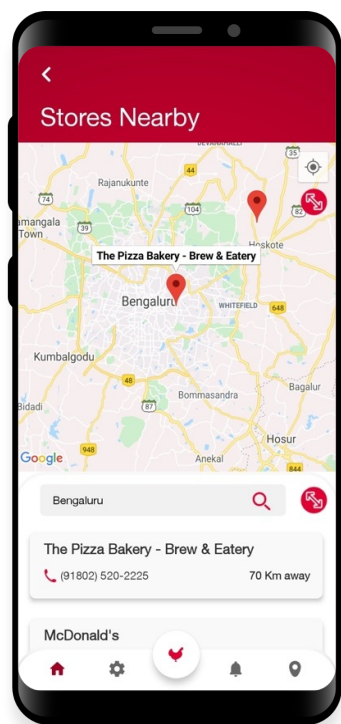 Stores Nearby
DEVANAHALLI
35
44
Rajanukunte
74
104
82
amangala
Town
39
Hoskote
The Pizza Bakery - Brew & Eatery
Bengaluru
WHITEFIELD
648
Kumbalgodu
48
Bommasandra
Bagalur
Bidadi
87
Hosur
948
Anekal
Google
844
Bengaluru
The Pizza Bakery - Brew & Eatery
(91802) 520-2225
70 Km away
McDonald's